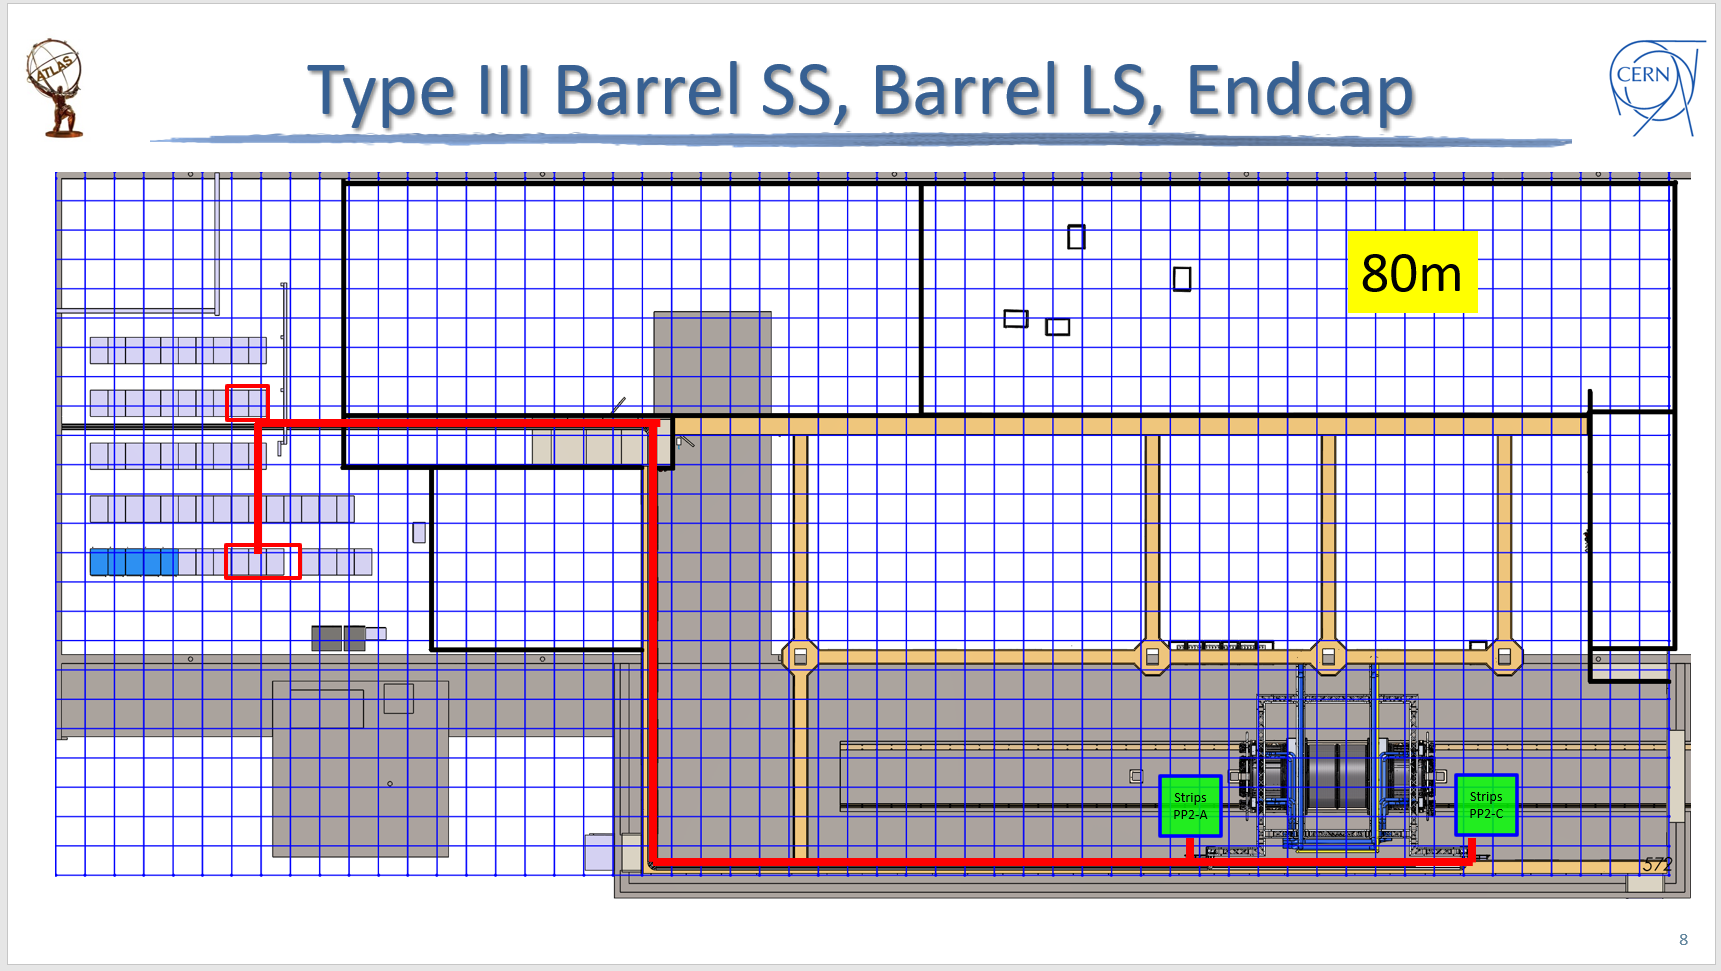 ATLAS
Type III Barrel SS, Barrel LS, Endcap
CERN
80m
Strips
PP2-A
Strips
PP2-C
572
8